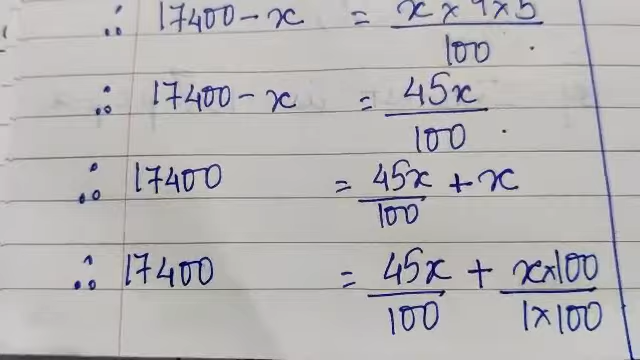 ∴ 17400 - x = x × 9 × 5 / 100
∴ 17400 - x = 45x / 100
∴ 17400 = 45x / 100 + x
∴ 17400 = 45x / 100 + x×100 / 1×100